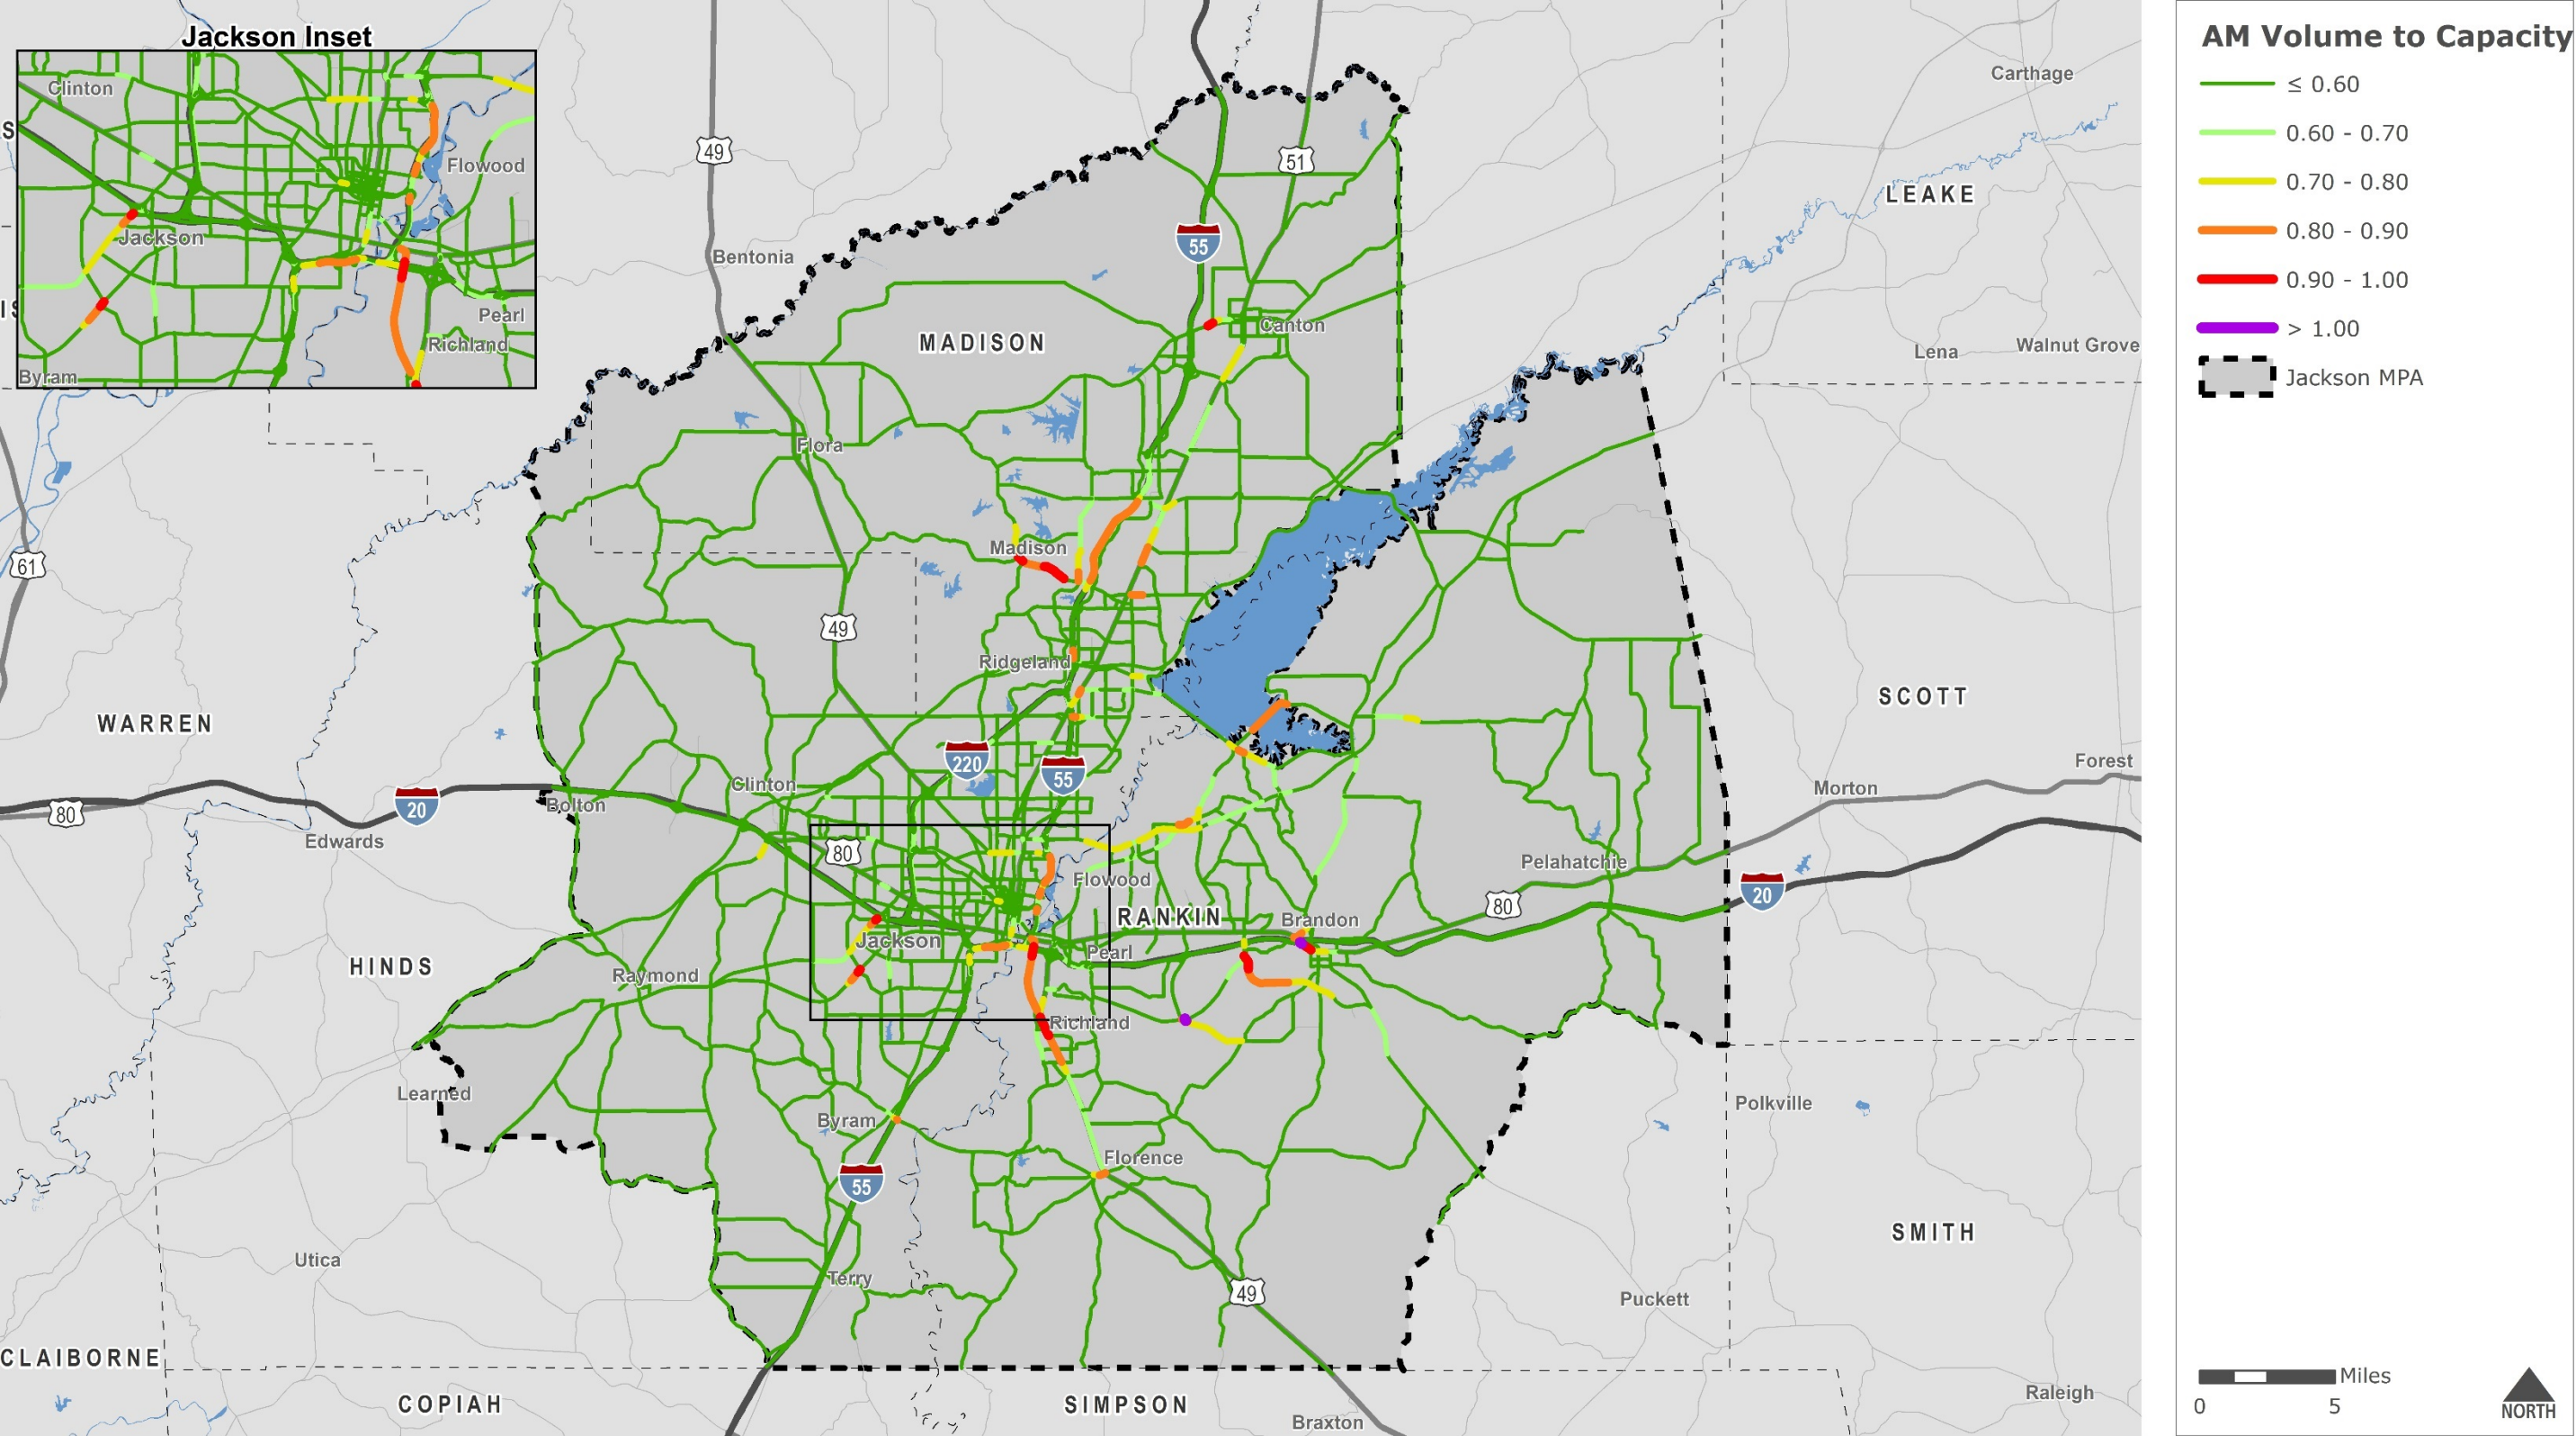 Jackson Inset
Clinton
Flowood
Jackson
Pearl
Richland
Byram
S
IS
49
51
55
Bentonia
Carthage
LEAKE
MADISON
Canton
Lena
Walnut Grove
Flora
61
Madison
49
Ridgeland
WARREN
SCOTT
220
55
Clinton
Forest
Morton
80
20
Bolton
Edwards
80
Pelahatchie
Flowood
20
80
RANKIN
Brandon
Jackson
Pearl
HINDS
Raymond
Richland
Learned
Polkville
Byram
Florence
55
SMITH
Utica
Terry
49
Puckett
CLAIBORNE
COPIAH
SIMPSON
Raleigh
Braxton
AM Volume to Capacity
≤ 0.60
0.60 - 0.70
0.70 - 0.80
0.80 - 0.90
0.90 - 1.00
> 1.00
Jackson MPA
Miles
0 5
NORTH